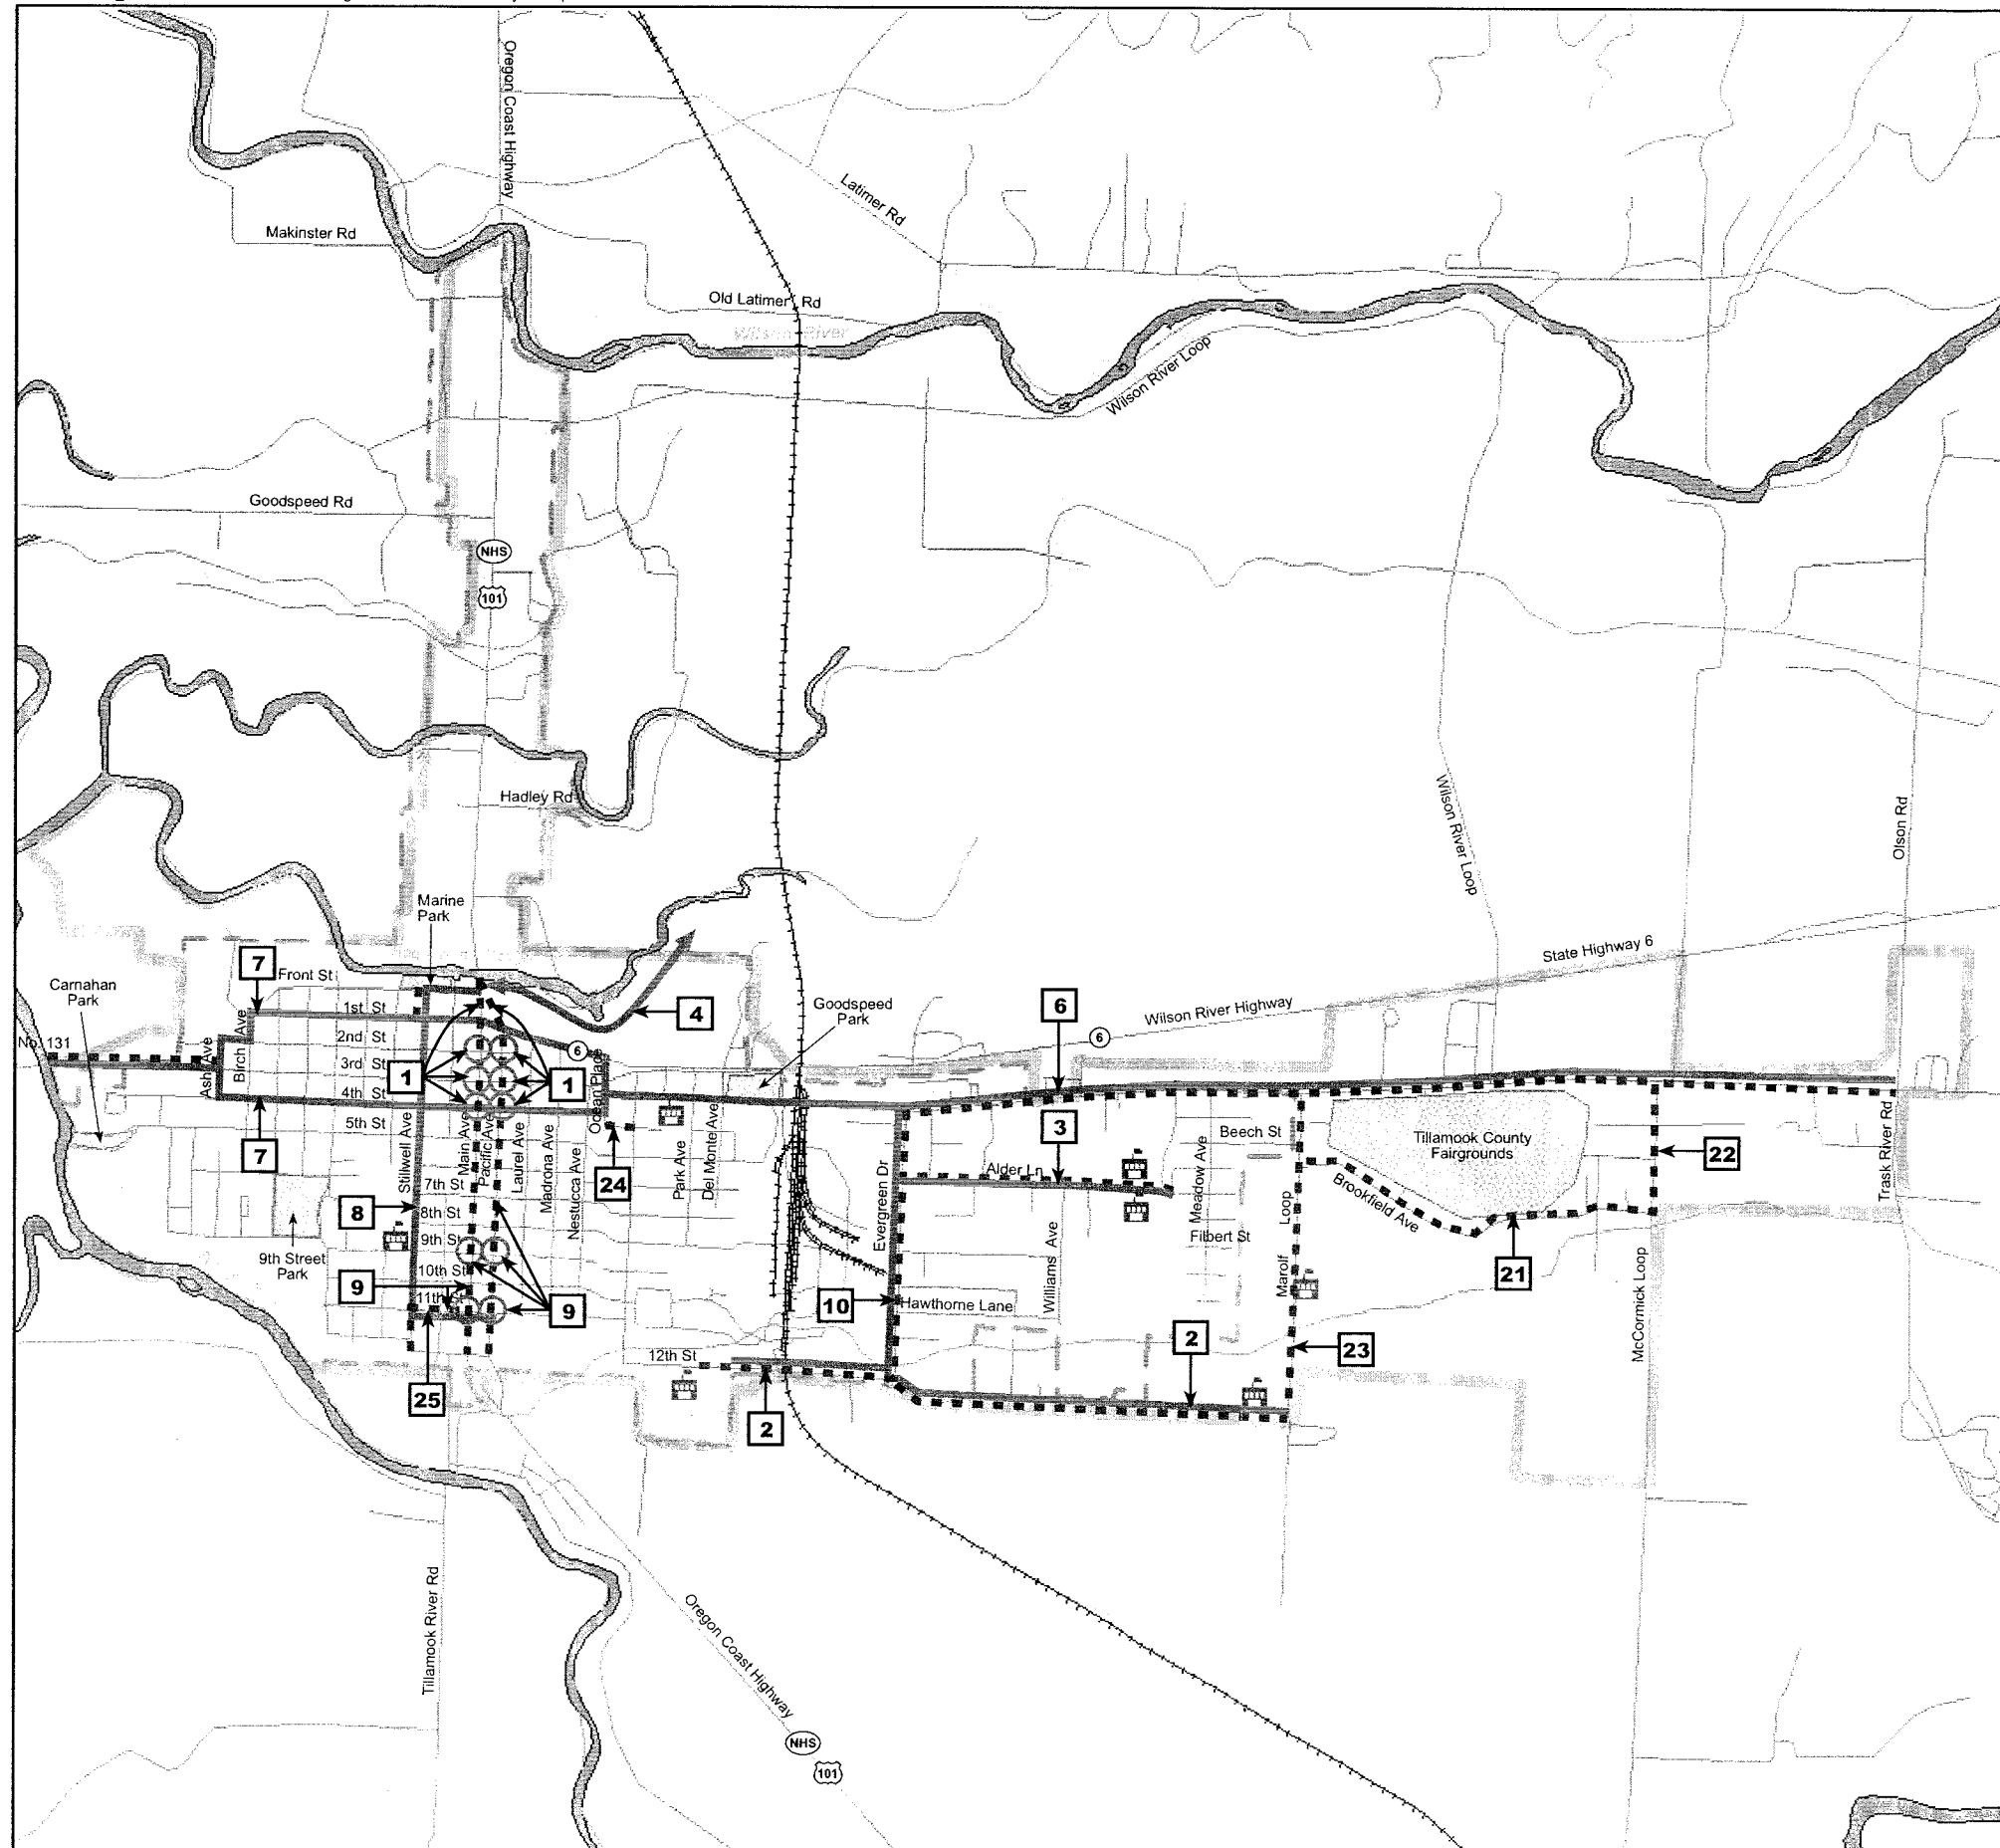 Oregon Coast Highway
Latimer Rd
Makinster Rd
Old Latimer Rd
Wilson River
Wilson River Loop
Goodspeed Rd
NHS
101
Hadley Rd
Wilson River Loop
Olson Rd
Marine
Park
State Highway 6
7
Front St
Carnahan
Park
4
Goodspeed
Park
6
Wilson River Highway
6
1st St
Birch Ave
2nd St
No. 131
3rd St
6
Ash Ave
1
1
Ocean Place
4th St
7
5th St
3
Beech St
Tillamook County
Fairgrounds
22
Trask River Rd
Stillwell Ave
Main Ave
Pacific Ave
Laurel Ave
Madrona Ave
Nestucca Ave
24
Park Ave
Del Monte Ave
Alder Ln
7th St
8
8th St
Evergreen Dr
Meadow Ave
Loop
Brookfield Ave
9th St
Filbert St
9th Street
Park
10th St
Williams Ave
Marolf
21
9
11th St
9
10
Hawthorne Lane
McCormick Loop
12th St
2
23
25
2
Tillamook River Rd
Oregon Coast Highway
NHS
101